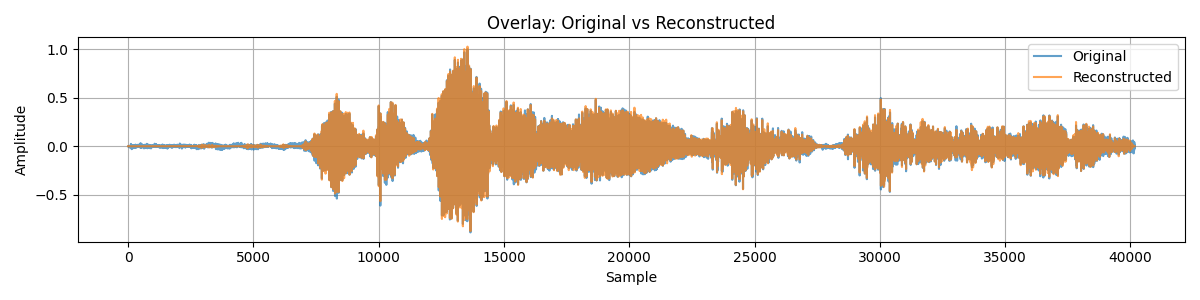 Overlay: Original vs Reconstructed
Amplitude
1.0
0.5
0.0
−0.5
Original
Reconstructed
0 5000 10000 15000 20000 25000 30000 35000 40000
Sample